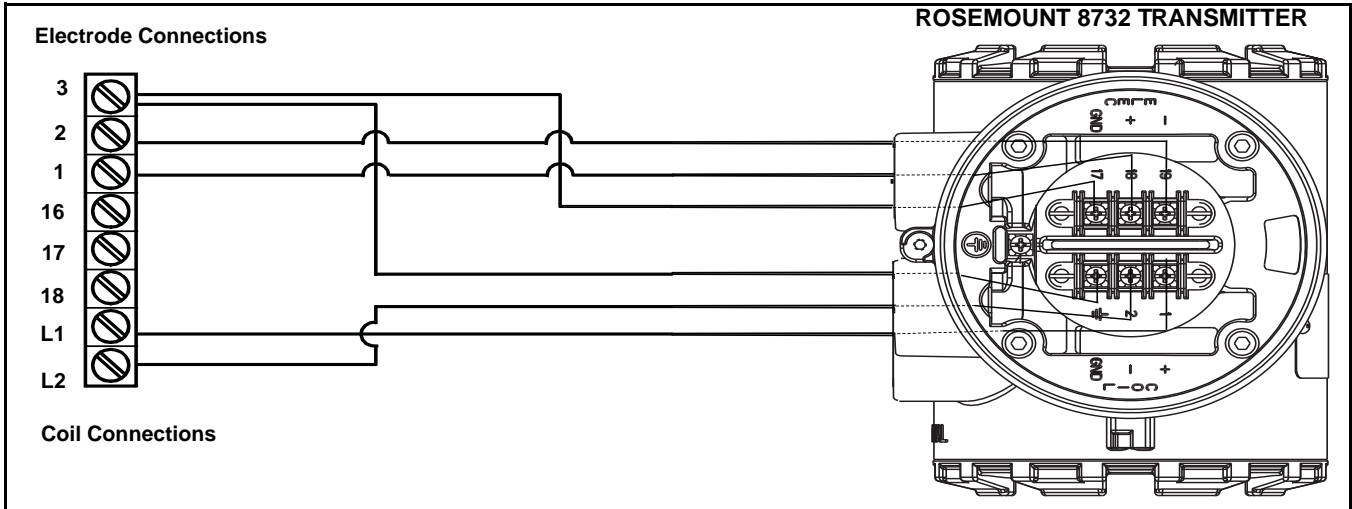 ROSEMOUNT 8732 TRANSMITTER
Electrode Connections
3
2
1
16
17
18
L1
L2
Coil Connections
ELEC
GND
+
-
17
18
19
2
1
GND
-
+
COIL